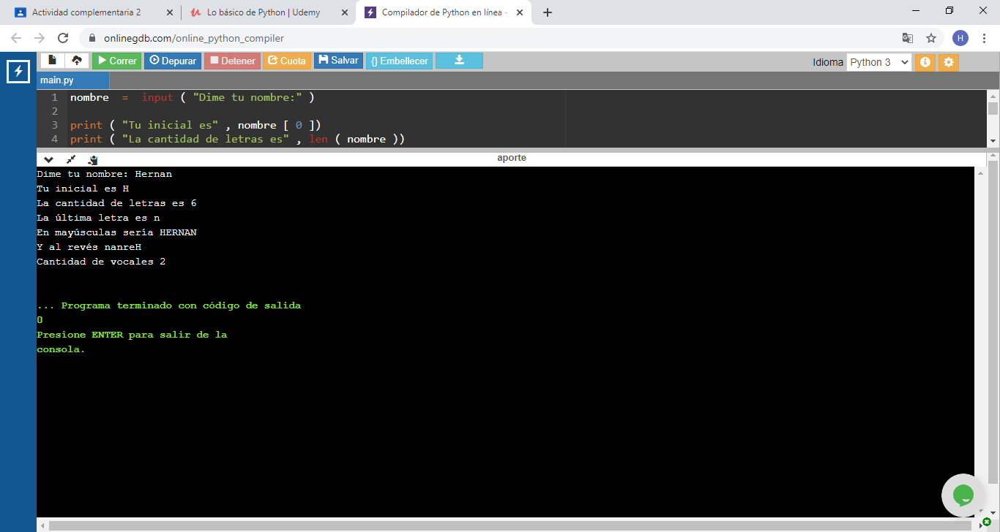 Actividad complementaria 2
Lo básico de Python | Udemy
Compilador de Python en línea -
onlinegdb.com/online_python_compiler
H
Correr
Depurar
Detener
Cuota
Salvar
{} Embellecer
Idioma
Python 3
main.py
1 nombre = input ( "Dime tu nombre:" )
2
3 print ( "Tu inicial es" , nombre [ 0 ])
4 print ( "La cantidad de letras es" , len ( nombre ))
aporte
Dime tu nombre: Hernan
Tu inicial es H
La cantidad de letras es 6
La última letra es n
En mayúsculas sería HERNAN
Y al revés nanreH
Cantidad de vocales 2
... Programa terminado con código de salida
0
Presione ENTER para salir de la
consola.